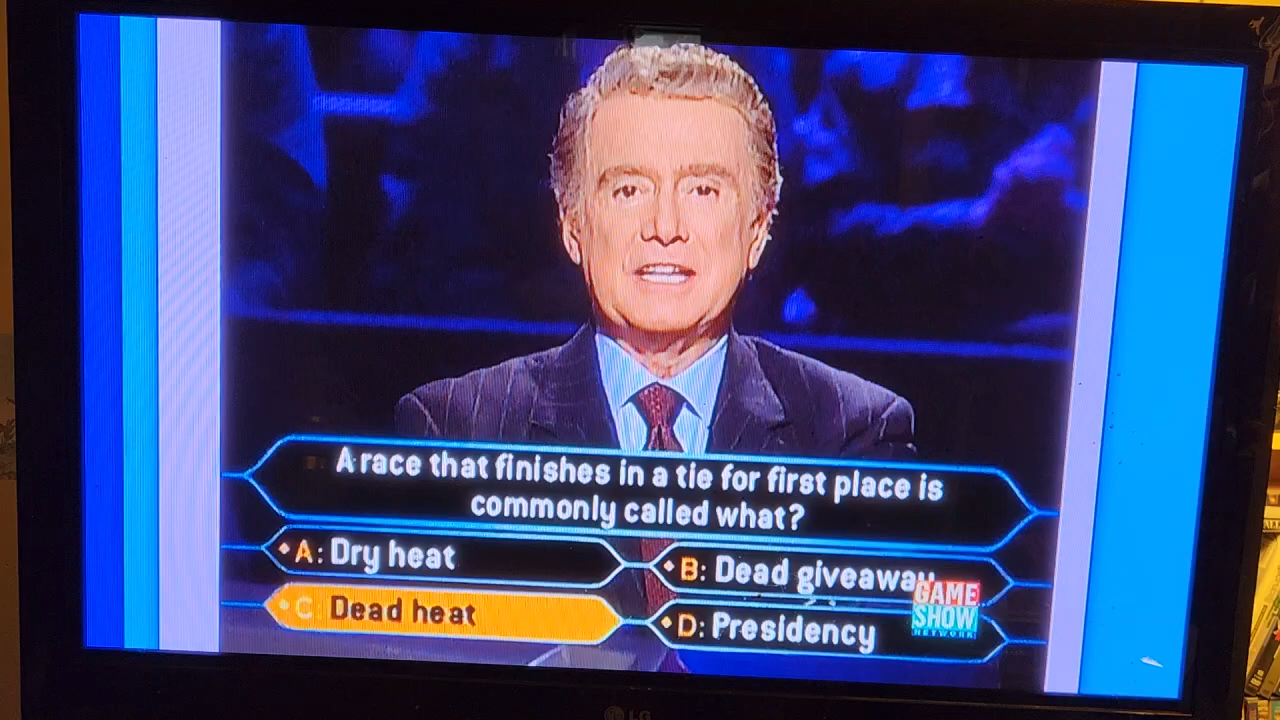 A race that finishes in a tie for first place is
commonly called what?
A: Dry heat
B: Dead giveaway
C: Dead heat
D: Presidency
GAME
SHOW
NETWORK
LG